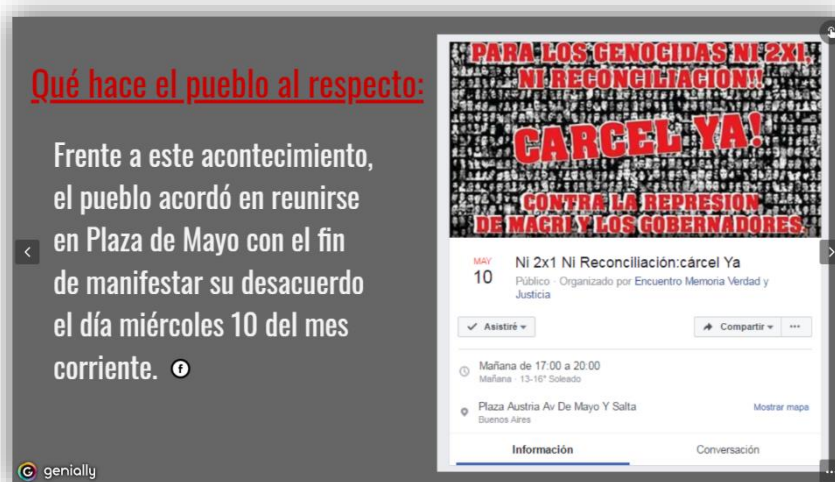 Qué hace el pueblo al respecto:
Frente a este acontecimiento,
el pueblo acordó en reunirse
en Plaza de Mayo con el fin
de manifestar su desacuerdo
el día miércoles 10 del mes
corriente.
genially
PARA LOS GENOCIDAS NI 2X1,
NI RECONCILIACION!!
CARCEL YA!
CONTRA LA REPRESION
DE MACRI Y LOS GOBERNADORES.
MAY
10
Ni 2x1 Ni Reconciliación:cárcel Ya
Público · Organizado por Encuentro Memoria Verdad y
Justicia
Asistiré
Compartir
Mañana de 17:00 a 20:00
Mañana · 13-16° Soleado
Plaza Austria Av De Mayo Y Salta
Mostrar mapa
Buenos Aires
Información
Conversación